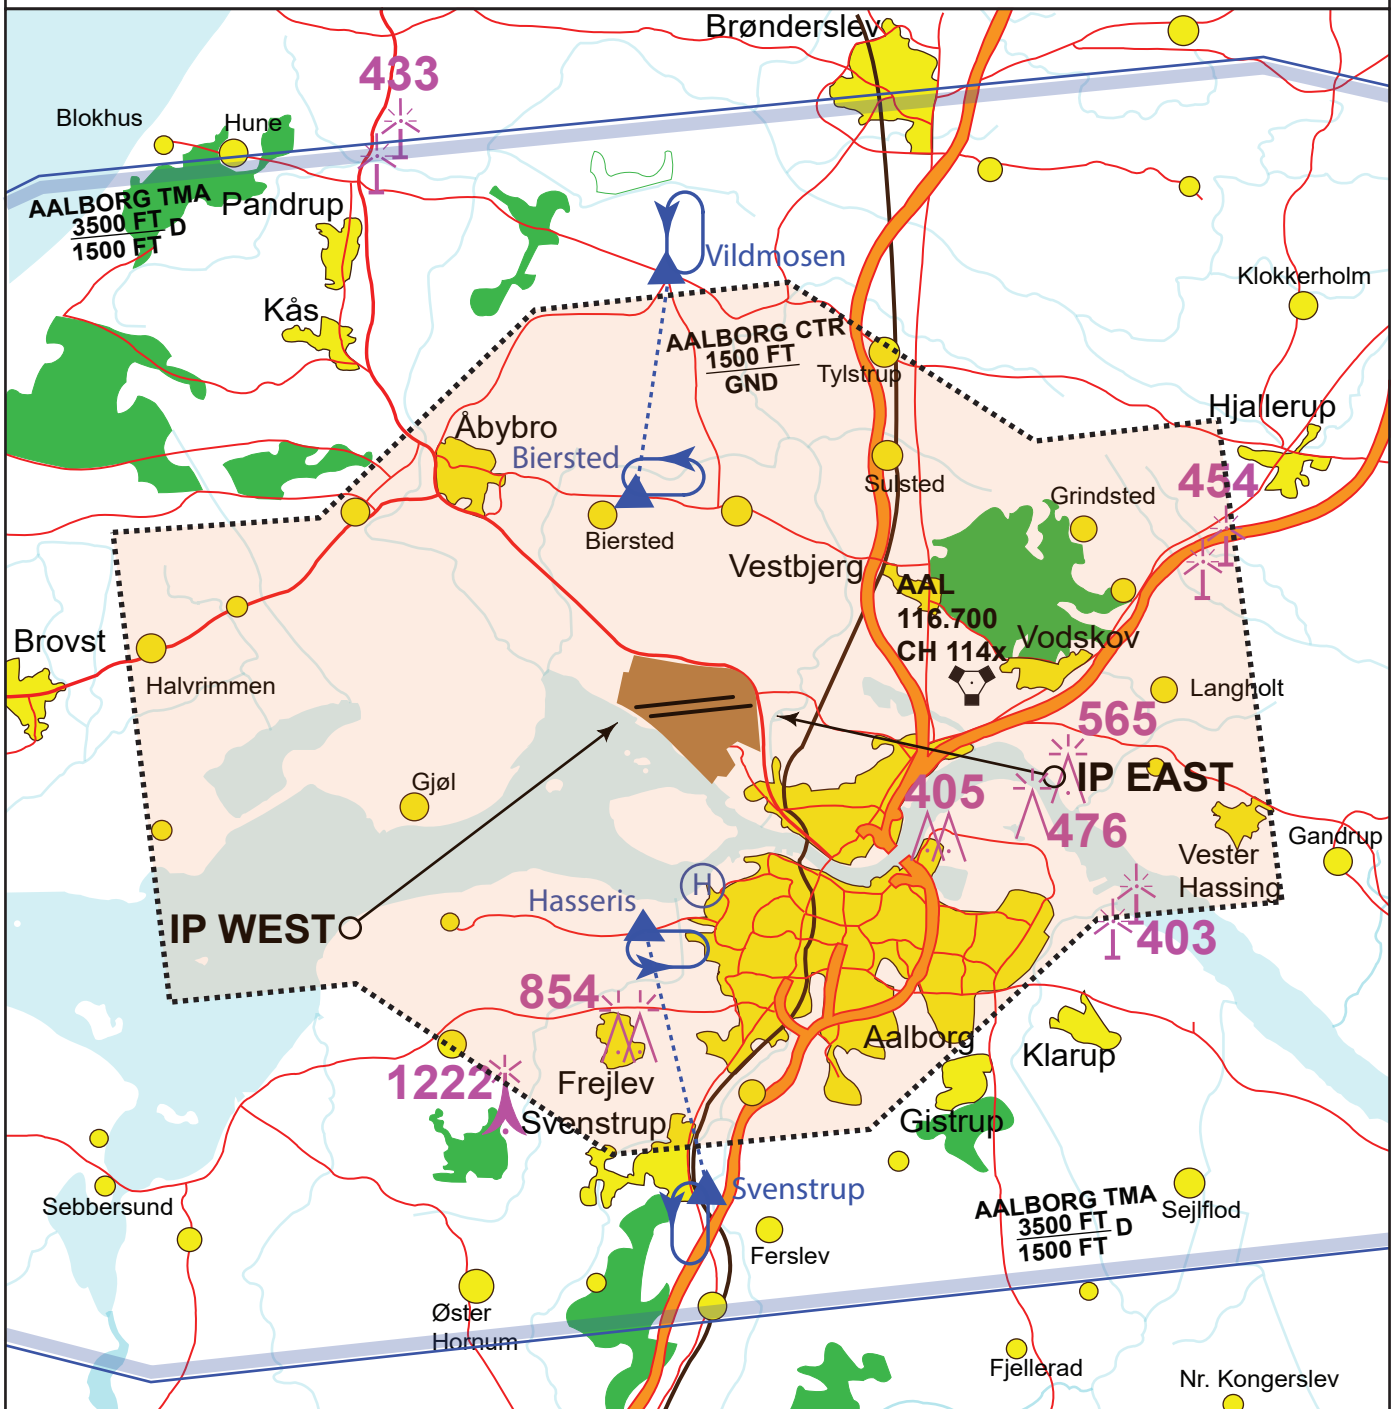 Brønderslev
433
Blokhus
Hune
AALBORG TMA
3500 FT D
1500 FT
Pandrup
Vildmosen
Klokkerholm
Kås
AALBORG CTR
1500 FT
GND
Tylstrup
Hjallerup
Åbybro
Biersted
Sulsted
454
Grindsted
Biersted
Vestbjerg
AAL
116.700
CH 114x
Vodskov
Brovst
Halvrimmen
Langholt
565
IP EAST
Gjøl
405
476
Gandrup
Vester
Hassing
H
Hasseris
IP WEST
403
854
Aalborg
Klarup
1222
Frejlev
Svenstrup
Gistrup
Svenstrup
AALBORG TMA
3500 FT D
1500 FT
Sejlflod
Sebbersund
Ferslev
Øster
Hornum
Fjellerad
Nr. Kongerslev